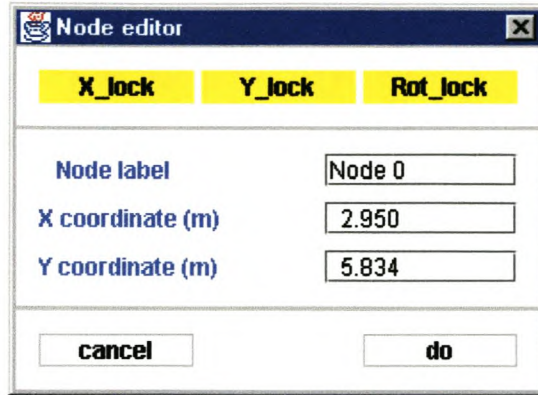 Node editor
X_lock Y_lock Rot_lock
Node label Node 0
X coordinate (m) 2.950
Y coordinate (m) 5.834
cancel do